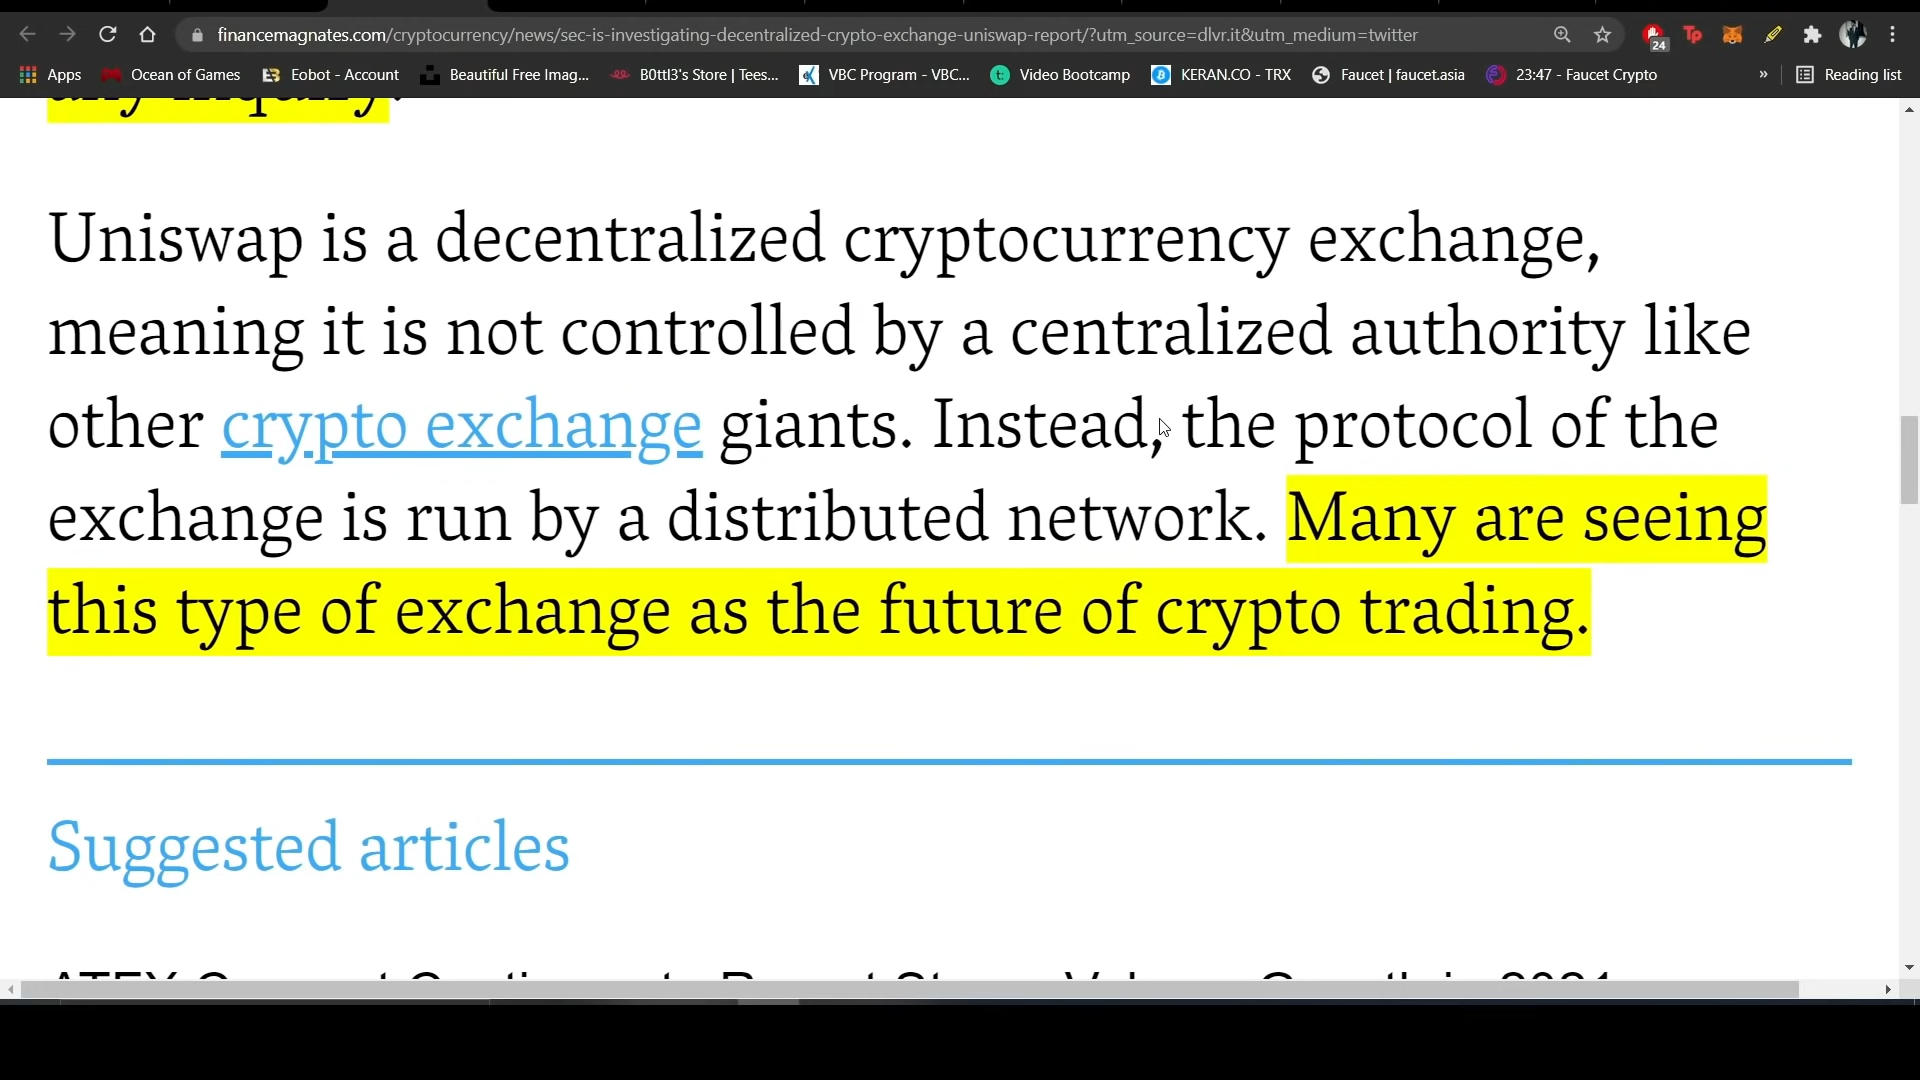 financemagnates.com/cryptocurrency/news/sec-is-investigating-decentralized-crypto-exchange-uniswap-report/?utm_source=dlvr.it&utm_medium=twitter
24
Tp
Apps Ocean of Games Eobot - Account Beautiful Free Imag... B0ttl3's Store | Tees... VBC Program - VBC... Video Bootcamp KERAN.CO - TRX Faucet | faucet.asia 23:47 - Faucet Crypto » Reading list
any inquiry.
Uniswap is a decentralized cryptocurrency exchange,
meaning it is not controlled by a centralized authority like
other crypto exchange giants. Instead, the protocol of the
exchange is run by a distributed network. Many are seeing
this type of exchange as the future of crypto trading.
Suggested articles